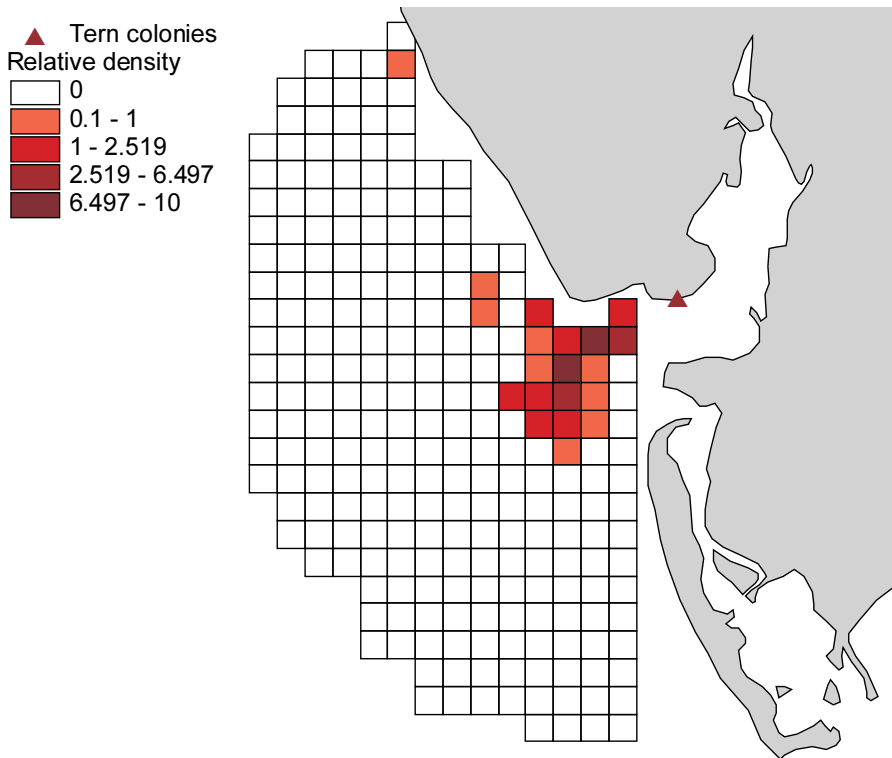 Tern colonies
Relative density
0
0.1 - 1
1 - 2.519
2.519 - 6.497
6.497 - 10